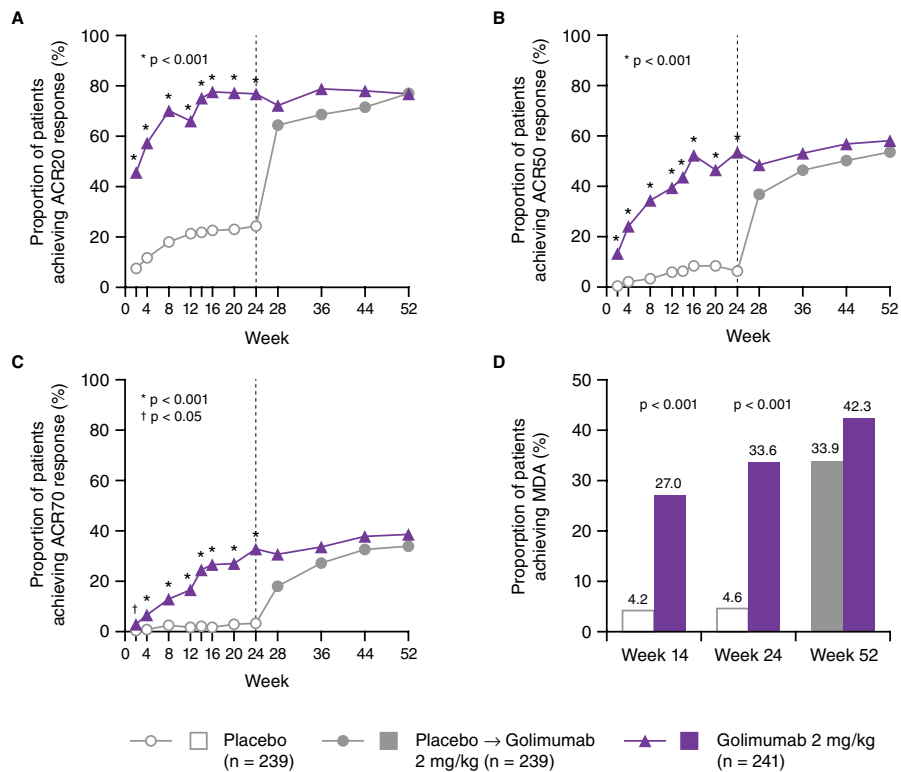 A
Proportion of patients
achieving ACR20 response (%)
100
80
60
40
20
0
* p < 0.001
* * * * * * * *
0 4 8 12 16 20 24 28 36 44 52
Week
B
Proportion of patients
achieving ACR50 response (%)
100
80
60
40
20
0
* p < 0.001
* * * * * * * *
0 4 8 12 16 20 24 28 36 44 52
Week
C
Proportion of patients
achieving ACR70 response (%)
100
80
60
40
20
0
* p < 0.001
† p < 0.05
† * * * * * * *
0 4 8 12 16 20 24 28 36 44 52
Week
D
Proporption of patients
achieving MDA (%)
50
40
30
20
10
0
p < 0.001 p < 0.001
4.2 27.0 4.6 33.6 33.9 42.3
Week 14 Week 24 Week 52
Placebo
(n = 239)
Placebo → Golimumab
2 mg/kg (n = 239)
Golimumab 2 mg/kg
(n = 241)